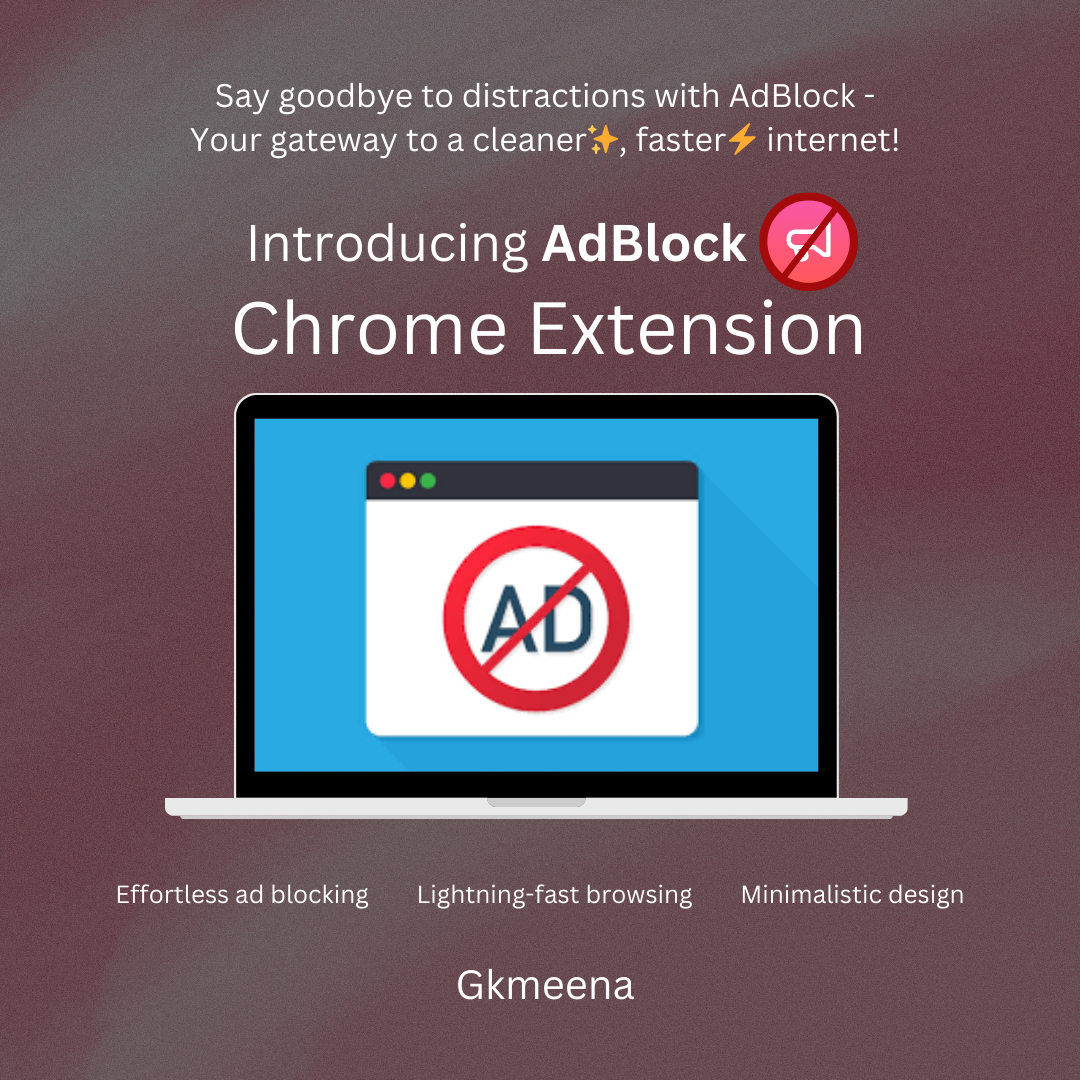 Say goodbye to distractions with AdBlock -
Your gateway to a cleaner✨, faster⚡ internet!
Introducing AdBlock
Chrome Extension
AD
Effortless ad blocking Lightning-fast browsing Minimalistic design
Gkmeena